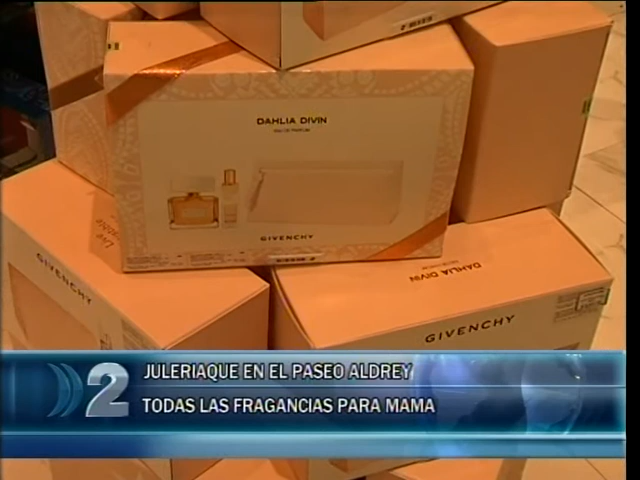 DAHLIA DIVIN
EAU DE PARFUM
GIVENCHY
GIVENCHY
DAHLIA DIVIN
GIVENCHY
2
JULERIAQUE EN EL PASEO ALDREY
TODAS LAS FRAGANCIAS PARA MAMA